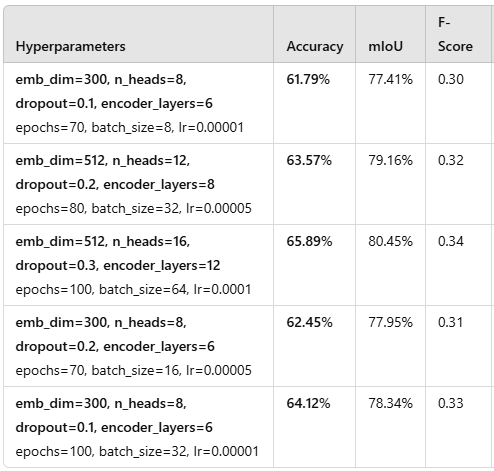 Hyperparameters Accuracy mIoU F-Score
emb_dim=300, n_heads=8, 61.79% 77.41% 0.30
dropout=0.1, encoder_layers=6
epochs=70, batch_size=8, lr=0.00001
emb_dim=512, n_heads=12, 63.57% 79.16% 0.32
dropout=0.2, encoder_layers=8
epochs=80, batch_size=32, lr=0.00005
emb_dim=512, n_heads=16, 65.89% 80.45% 0.34
dropout=0.3, encoder_layers=12
epochs=100, batch_size=64, lr=0.0001
emb_dim=300, n_heads=8, 62.45% 77.95% 0.31
dropout=0.2, encoder_layers=6
epochs=70, batch_size=16, lr=0.00005
emb_dim=300, n_heads=8, 64.12% 78.34% 0.33
dropout=0.1, encoder_layers=6
epochs=100, batch_size=32, lr=0.00001